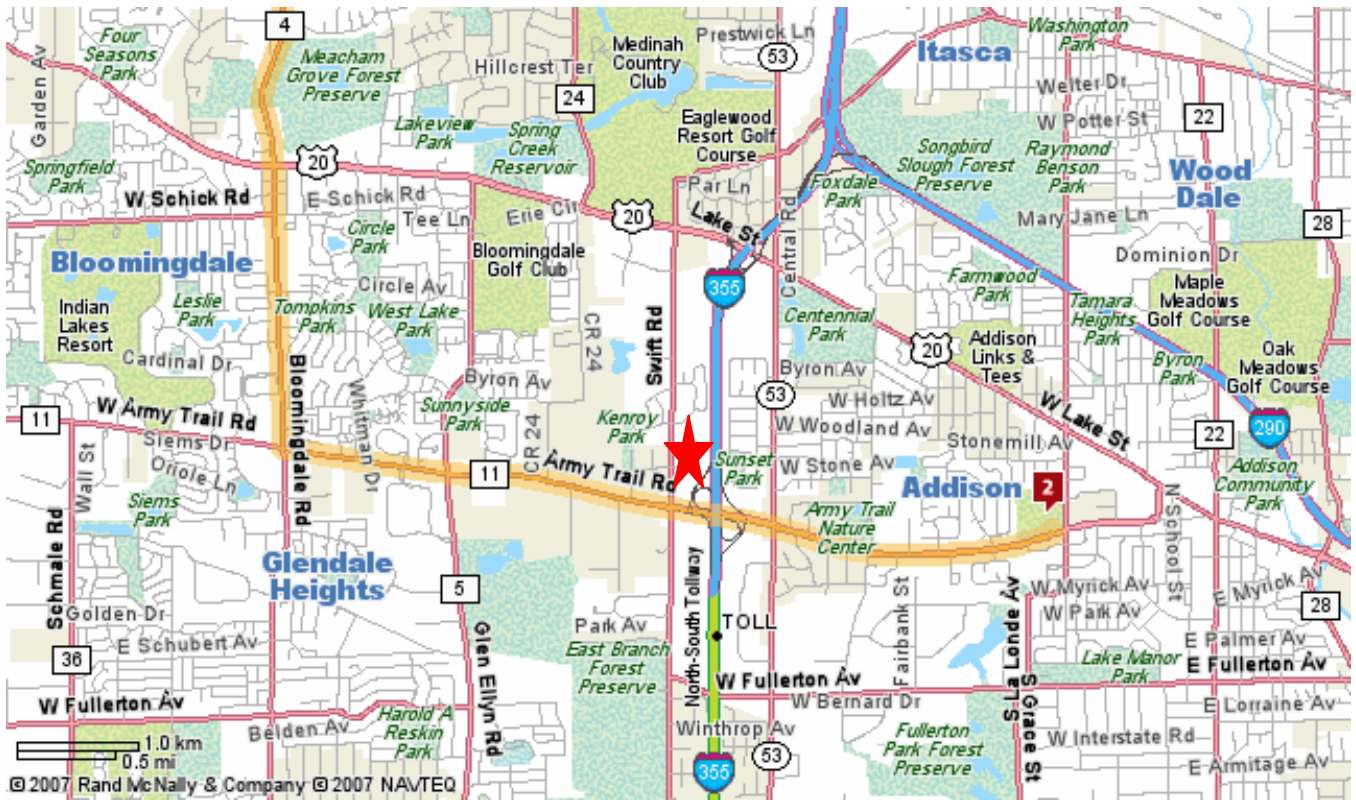 4
Four
Seasons
Park
Garden Av
Meacham
Grove Forest
Preserve
Hillcrest Ter
24
Medinah
Country
Club
Prestwick Ln
53
Itasca
Washington
Park
Welter Dr
22
W Potter St
Lakeview
Park
Spring
Creek
Reservoir
Eaglewood
Resort Golf
Course
Songbird
Slough Forest
Preserve
Raymond
Benson
Park
Wood
Dale
Springfield
Park
20
W Schick Rd
E Schick Rd
Tee Ln
Erie Cir
20
Par Ln
Lake St
Central Rd
Foxdale
Park
Mary Jane Ln
28
Circle
Park
Bloomingdale
Bloomingdale
Golf Club
Dominion Dr
Indian
Lakes
Resort
Leslie
Park
Tompkins
Park
Circle Av
West Lake
Park
355
Farmwood
Park
Maple
Meadows
Golf Course
Tamara
Heights
Park
Centennial
Park
CR 24
Swift Rd
20
Addison
Links &
Tees
Oak
Meadows
Golf Course
Cardinal Dr
Bloomingdale Rd
Whitman Dr
Byron Av
Byron Av
Byron
Park
53
W Holtz Av
W Lake St
11
W Army Trail Rd
Sunnyside
Park
CR 24
Kenroy
Park
W Woodland Av
Stonemill Av
22
290
Siems Dr
Wall St
Oriole Ln
11
Army Trail Rd
Sunset
Park
W Stone Av
Addison
2
Addison
Community
Park
Siems
Park
Army Trail
Nature
Center
N School St
Schmale Rd
Glendale
Heights
5
North-South Tollway
Fairbank St
S La Londe Av
W Myrick Av
E Myrick Av
28
Golden Dr
W Park Av
E Schubert Av
Glen Ellyn Rd
Park Av
TOLL
East Branch
Forest
Preserve
E Palmer Av
36
Lake Manor
Park
E Fullerton Av
W Fullerton Av
W Fullerton Av
W Bernard Dr
S Grace St
E Lorraine Av
Belden Av
Harold A
Reskin
Park
Winthrop Av
53
Fullerton
Park Forest
Preserve
W Interstate Rd
E Armitage Av
1.0 km
0.5 mi
355
© 2007 Rand McNally & Company © 2007 NAVTEQ